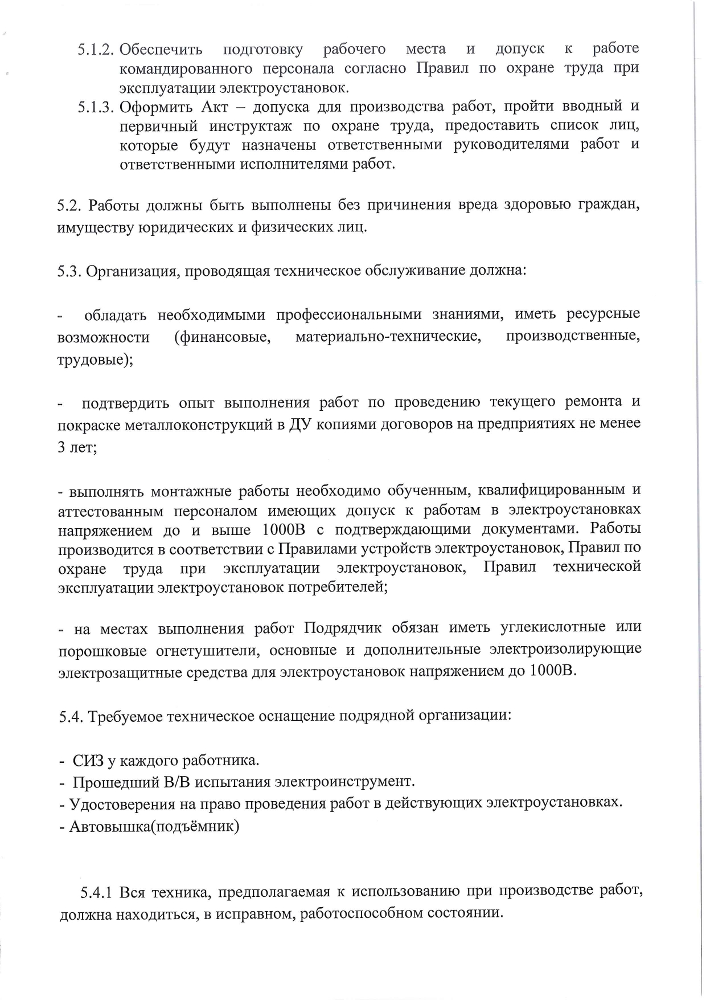 5.1.2. Обеспечить подготовку рабочего места и допуск к работе
командированного персонала согласно Правил по охране труда при
эксплуатации электроустановок.
5.1.3. Оформить Акт – допуска для производства работ, пройти вводный и
первичный инструктаж по охране труда, предоставить список лиц,
которые будут назначены ответственными руководителями работ и
ответственными исполнителями работ.
5.2. Работы должны быть выполнены без причинения вреда здоровью граждан,
имуществу юридических и физических лиц.
5.3. Организация, проводящая техническое обслуживание должна:
- обладать необходимыми профессиональными знаниями, иметь ресурсные
возможности (финансовые, материально-технические, производственные,
трудовые);
- подтвердить опыт выполнения работ по проведению текущего ремонта и
покраске металлоконструкций в ДУ копиями договоров на предприятиях не менее
3 лет;
- выполнять монтажные работы необходимо обученным, квалифицированным и
аттестованным персоналом имеющих допуск к работам в электроустановках
напряжением до и выше 1000В с подтверждающими документами. Работы
производится в соответствии с Правилами устройств электроустановок, Правил по
охране труда при эксплуатации электроустановок, Правил технической
эксплуатации электроустановок потребителей;
- на местах выполнения работ Подрядчик обязан иметь углекислотные или
порошковые огнетушители, основные и дополнительные электроизолирующие
электрозащитные средства для электроустановок напряжением до 1000В.
5.4. Требуемое техническое оснащение подрядной организации:
- СИЗ у каждого работника.
- Прошедший В/В испытания электроинструмент.
- Удостоверения на право проведения работ в действующих электроустановках.
- Автовышка(подъёмник)
5.4.1 Вся техника, предполагаемая к использованию при производстве работ,
должна находиться, в исправном, работоспособном состоянии.